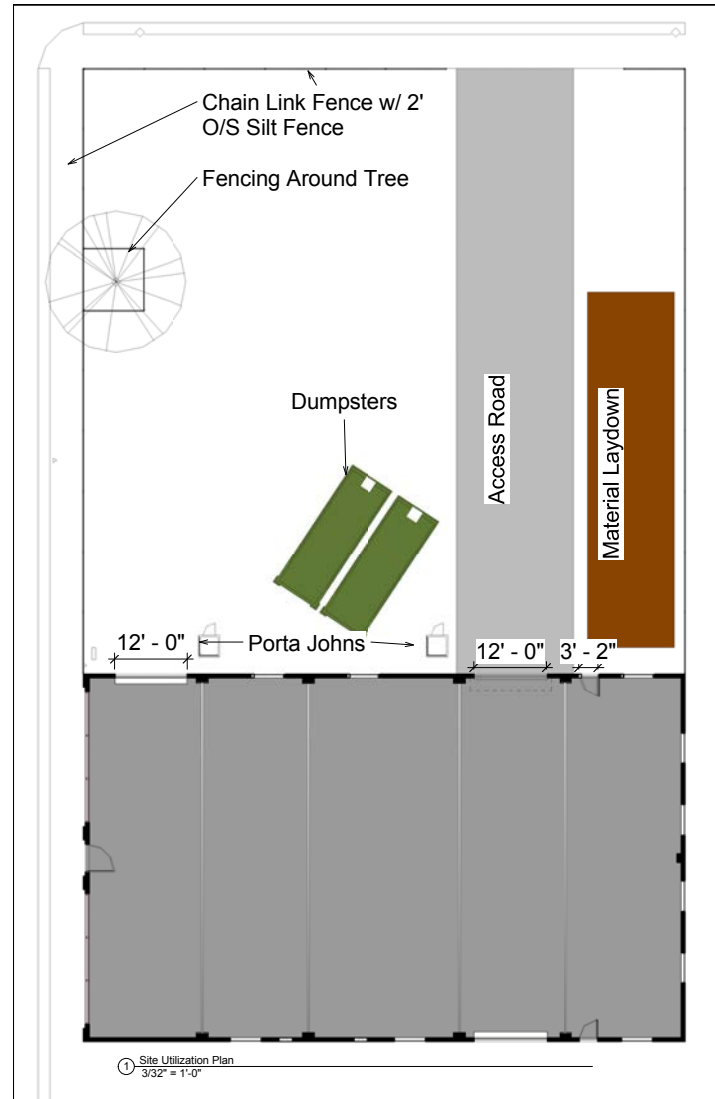 Chain Link Fence w/ 2'
O/S Silt Fence
Fencing Around Tree
Dumpsters
Access Road
Material Laydown
12' - 0"
Porta Johns
12' - 0"
3' - 2"
1
Site Utilization Plan
3/32" = 1'-0"